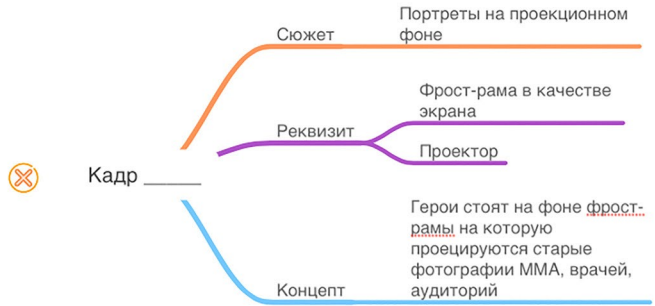 Сюжет
Портреты на проекционном
фоне
Кадр ______
Реквизит
Фрост-рама в качестве
экрана
Проектор
Концепт
Герои стоят на фоне фрост-
рамы на которую
проецируются старые
фотографии ММА, врачей,
аудиторий